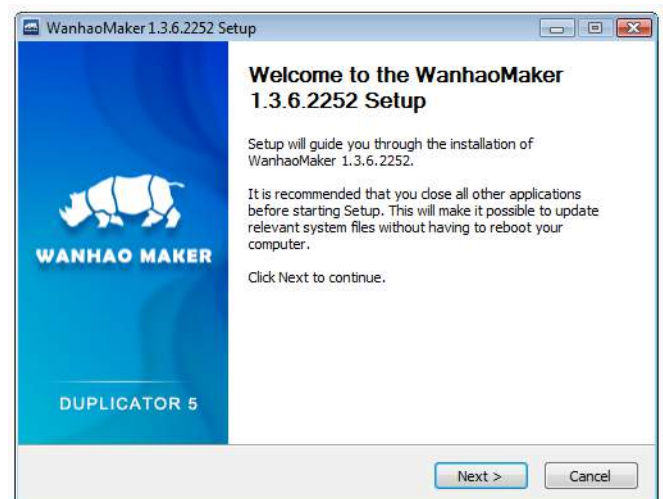 WanhaoMaker 1.3.6.2252 Setup
Welcome to the WanhaoMaker
1.3.6.2252 Setup
Setup will guide you through the installation of
WanhaoMaker 1.3.6.2252.
It is recommended that you close all other applications
before starting Setup. This will make it possible to update
relevant system files without having to reboot your
computer.
Click Next to continue.
WANHAO MAKER
DUPLICATOR 5
Next >
Cancel